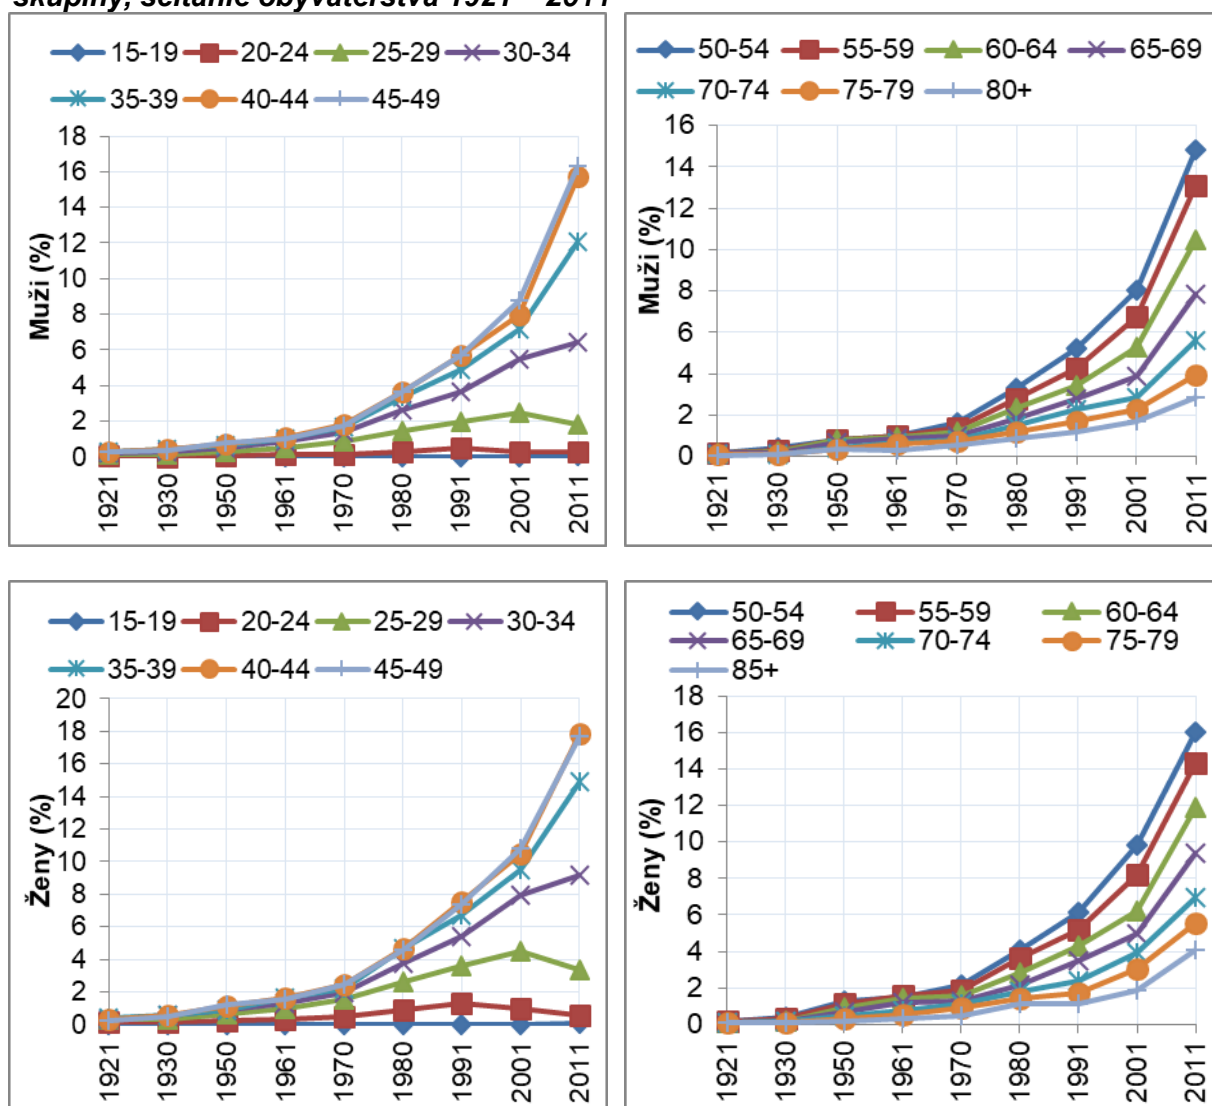 skupiny, sčítanie obyvateľstva 1921 – 2011
15-19 20-24 25-29 30-34
35-39 40-44 45-49
18
16
14
12
10
8
6
4
2
0
Muži (%)
1921 1930 1950 1961 1970 1980 1991 2001 2011
50-54 55-59 60-64 65-69
70-74 75-79 80+
16
14
12
10
8
6
4
2
0
Muži (%)
1921 1930 1950 1961 1970 1980 1991 2001 2011
15-19 20-24 25-29 30-34
35-39 40-44 45-49
20
18
16
14
12
10
8
6
4
2
0
Ženy (%)
1921 1930 1950 1961 1970 1980 1991 2001 2011
50-54 55-59 60-64
65-69 70-74 75-79
85+
18
16
14
12
10
8
6
4
2
0
Ženy (%)
1921 1930 1950 1961 1970 1980 1991 2001 2011